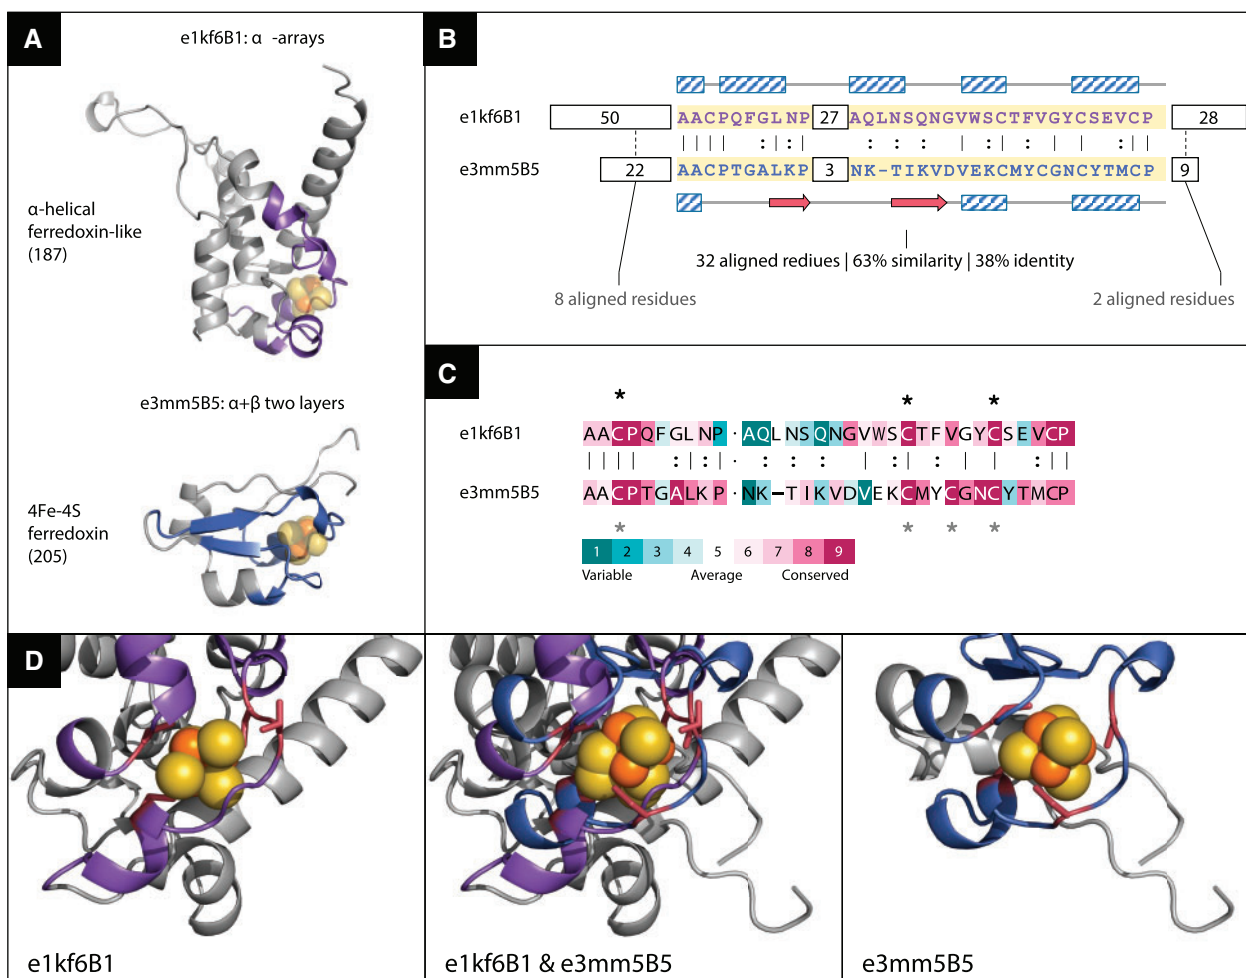 A
e1kf6B1: α -arrays
α-helical
ferredoxin-like
(187)
e3mm5B5: α+β two layers
4Fe-4S
ferredoxin
(205)
B
e1kf6B1
50
AACPQFGLNP
27
AQLNSQNGVWSCTFVGYCSEVCP
28
| | | | : | : | : : : | : | : | | : | |
e3mm5B5
22
AACPTGALKP
3
NK-TIKVDVEKCMYCGNCYTMCP
9
32 aligned rediues | 63% similarity | 38% identity
8 aligned residues
2 aligned residues
C
* * *
e1kf6B1
AACPQFGLNP·AQLNSQNGVWSCTFVGYCSEVCP
| | | | : | : | · : : : | : | : | : | |
e3mm5B5
AACPTGALKP·NK–TIKVDVEKCMYCGNCYTMCP
* * * *
1 2 3 4 5 6 7 8 9
Variable Average Conserved
D
e1kf6B1
e1kf6B1 & e3mm5B5
e3mm5B5